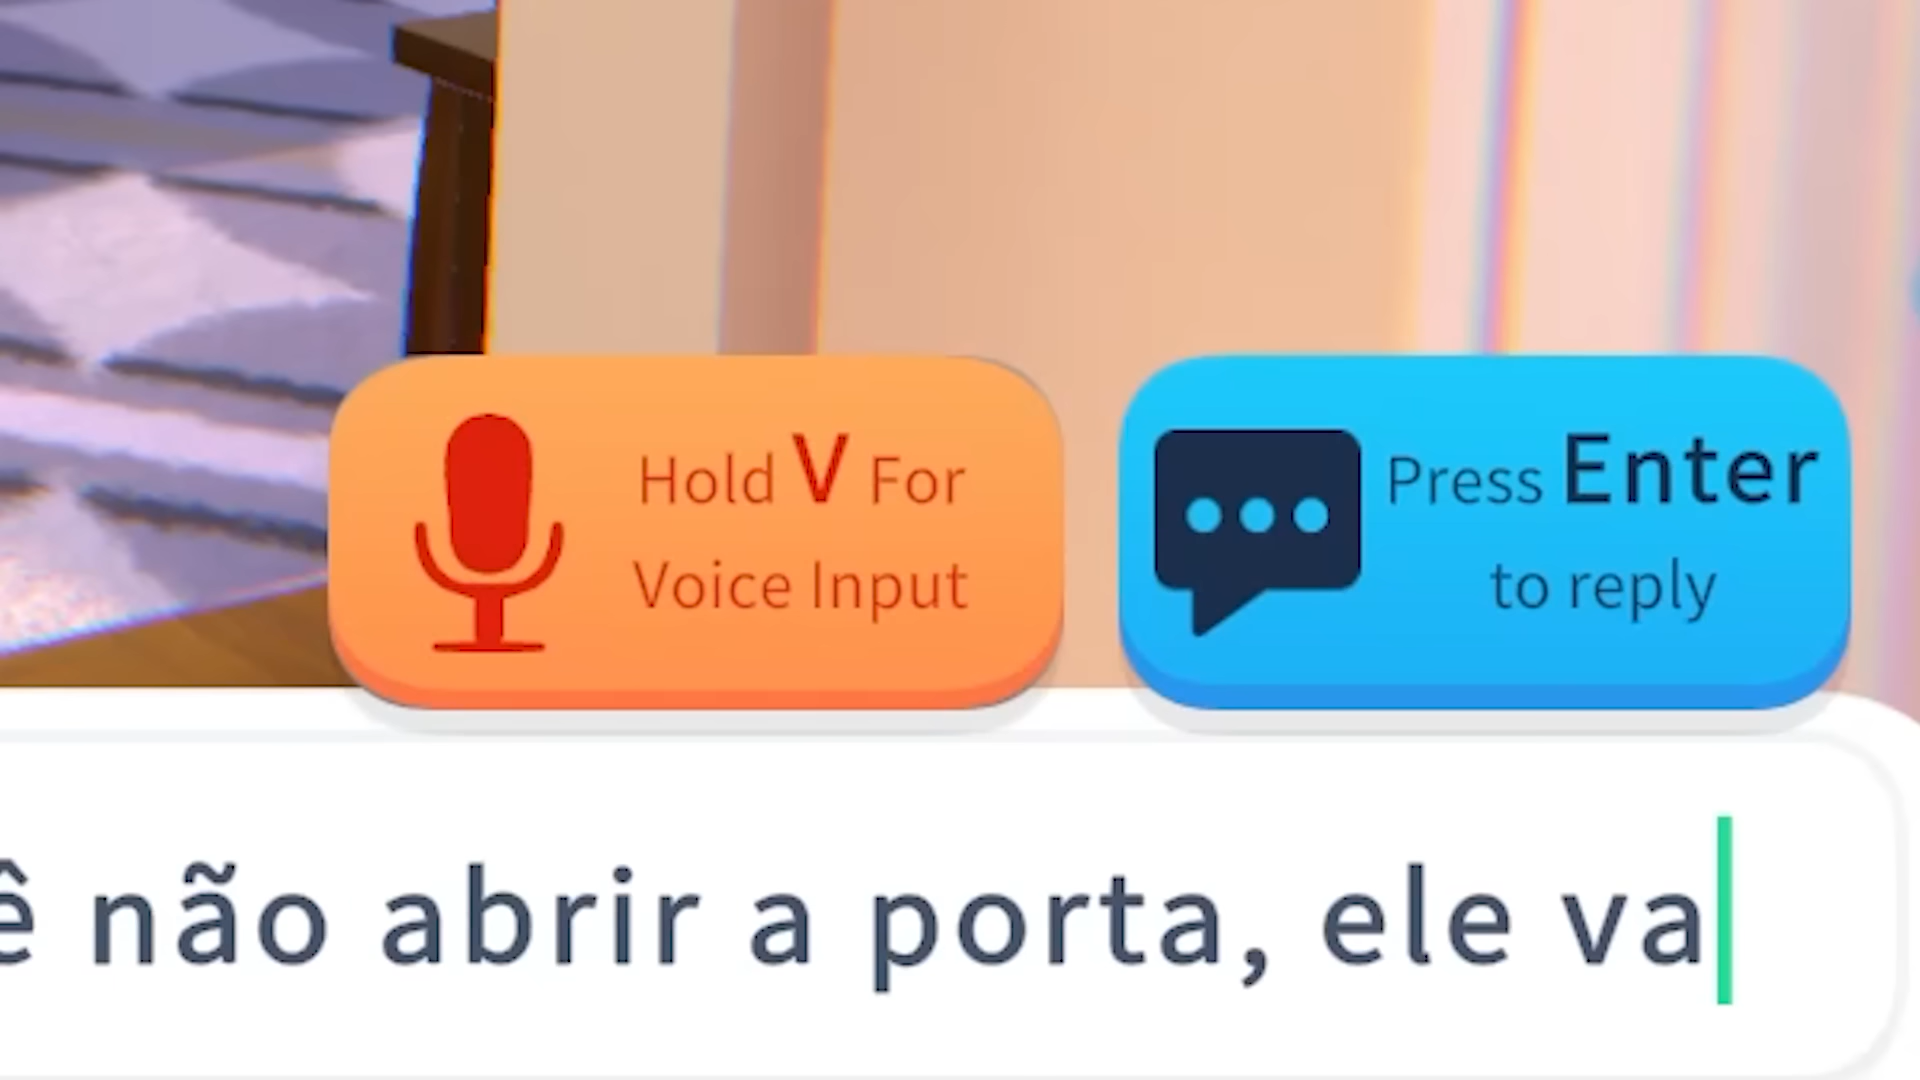 Hold V For
Voice Input
Press Enter
to reply
não abrir a porta, ele va